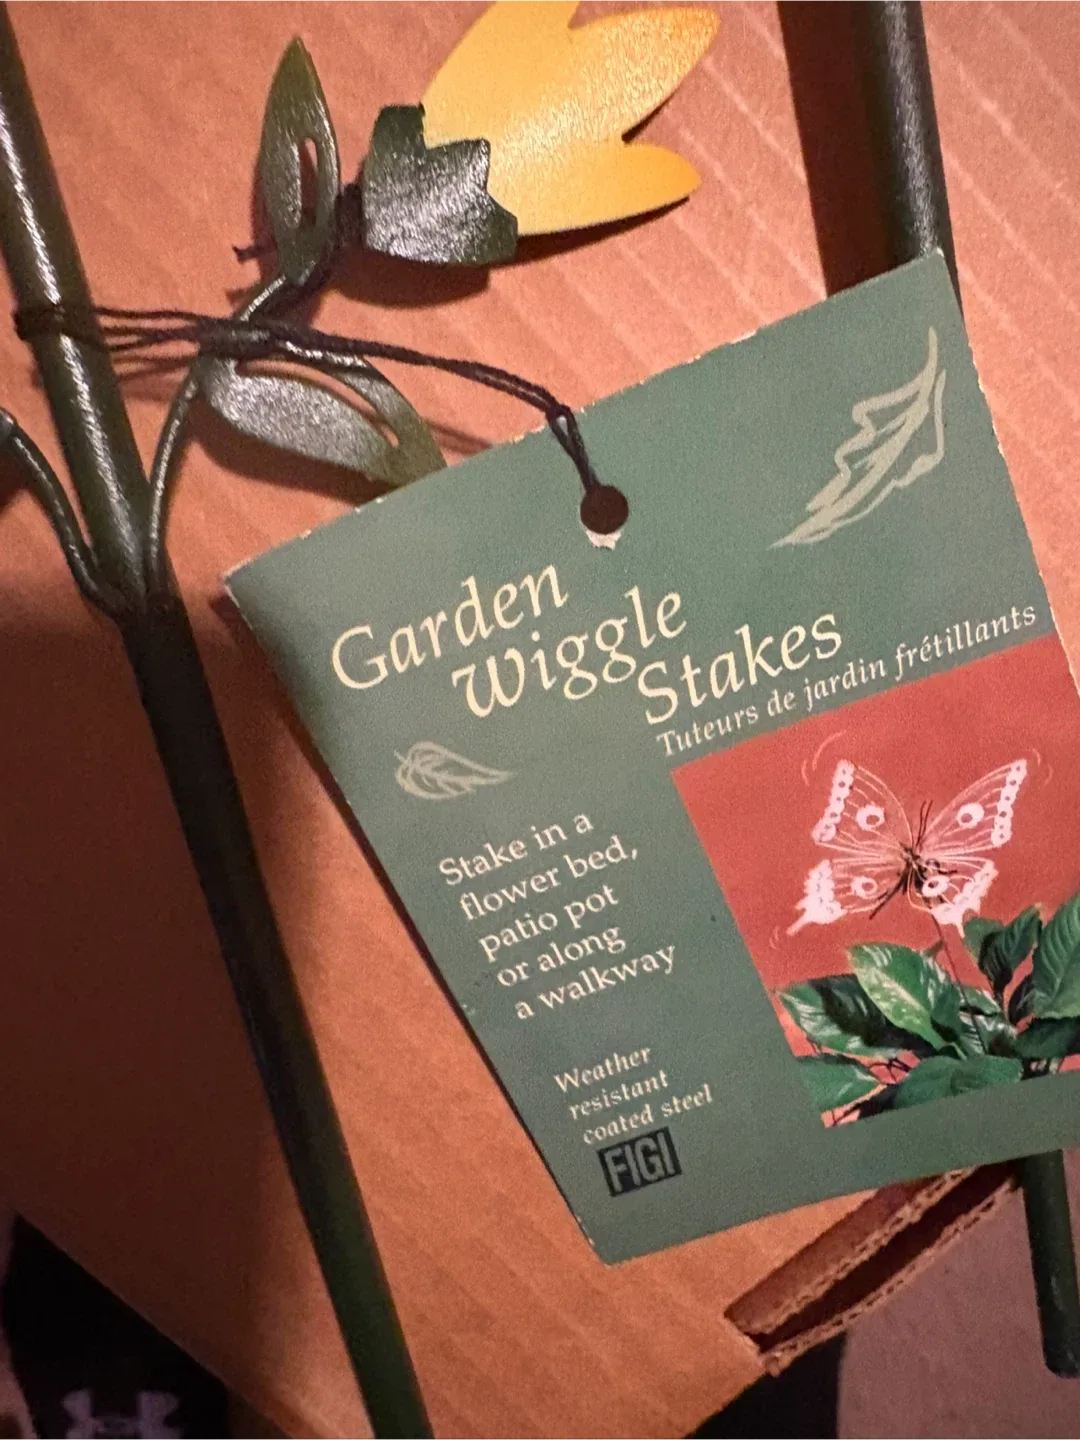 Garden
Wiggle
Stakes
Tuteurs de jardin frétillants
Stake in a
flower bed,
patio pot
or along
a walkway
Weather
resistant
coated steel
FIGI